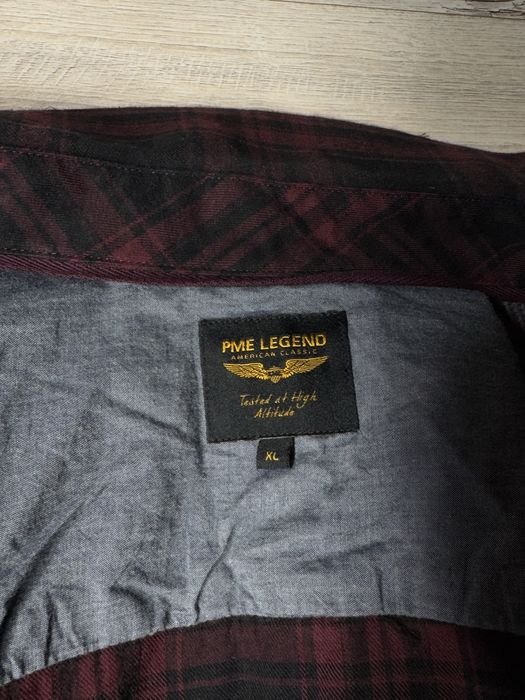 PME LEGEND
AMERICAN CLASSIC
Tested at High
Altitude
XL